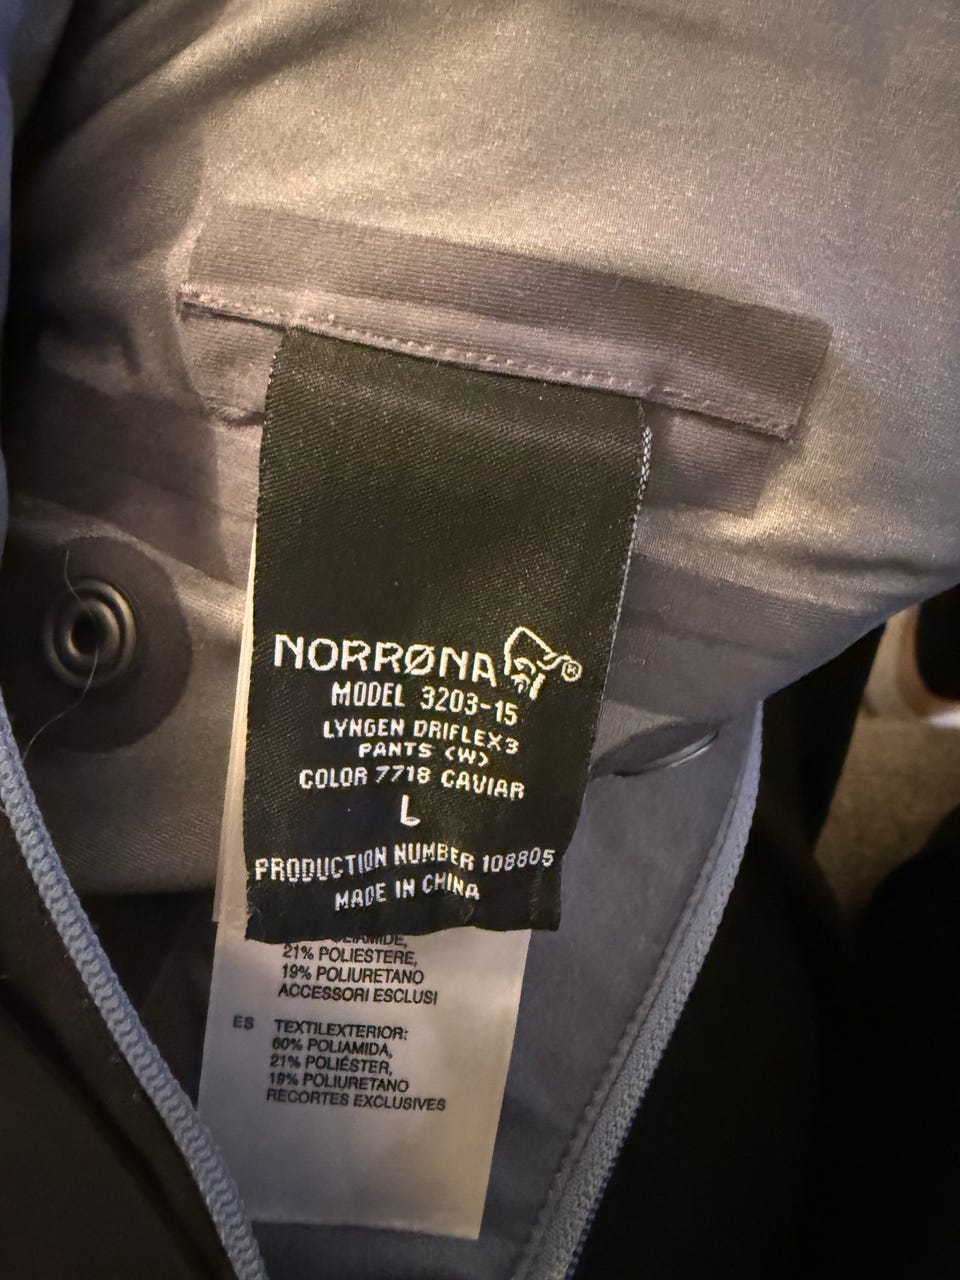 NORRØNA ®
MODEL 3203-15
LYNGEN DRIFLEX3
PANTS (W)
COLOR 7718 CAVIAR
L
PRODUCTION NUMBER 108805
MADE IN CHINA
21% POLIESTERE,
19% POLIURETANO
ACCESSORI ESCLUSI
ES TEXTILEXTERIOR:
60% POLIAMIDA,
21% POLIÉSTER,
19% POLIURETANO
RECORTES EXCLUSIVES